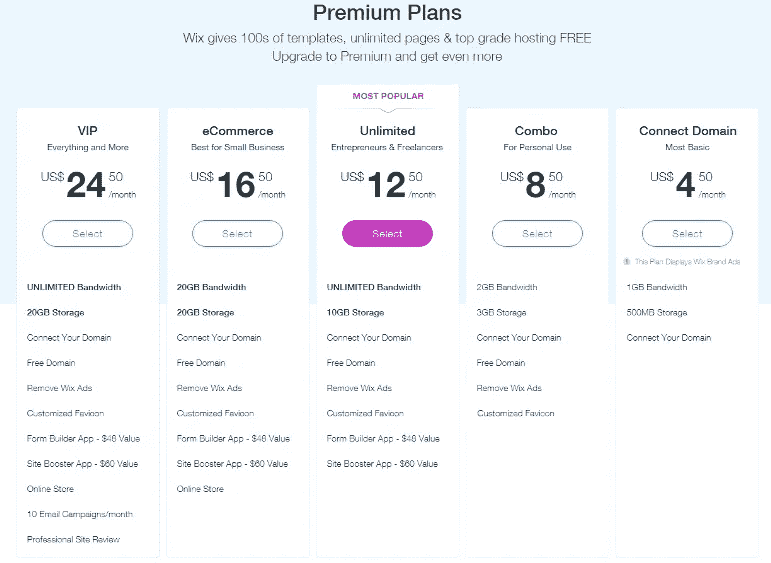 Premium Plans
Wix gives 100s of templates, unlimited pages & top grade hosting FREE
Upgrade to Premium and get even more
VIP
Everything and More
US$ 24 50
/month
Select
UNLIMITED Bandwidth
20GB Storage
Connect Your Domain
Free Domain
Remove Wix Ads
Customized Favicon
Form Builder App - $48 Value
Site Booster App - $60 Value
Online Store
10 Email Campaigns/month
Professional Site Review
eCommerce
Best for Small Business
US$ 16 50
/month
Select
20GB Bandwidth
20GB Storage
Connect Your Domain
Free Domain
Remove Wix Ads
Customized Favicon
Form Builder App - $48 Value
Site Booster App - $60 Value
Online Store
MOST POPULAR
Unlimited
Entrepreneurs & Freelancers
US$ 12 50
/month
Select
UNLIMITED Bandwidth
10GB Storage
Connect Your Domain
Free Domain
Remove Wix Ads
Customized Favicon
Form Builder App - $48 Value
Site Booster App - $60 Value
Combo
For Personal Use
US$ 8 50
/month
Select
2GB Bandwidth
3GB Storage
Connect Your Domain
Free Domain
Remove Wix Ads
Customized Favicon
Connect Domain
Most Basic
US$ 4 50
/month
Select
This Plan Displays Wix Brand Ads
1GB Bandwidth
500MB Storage
Connect Your Domain